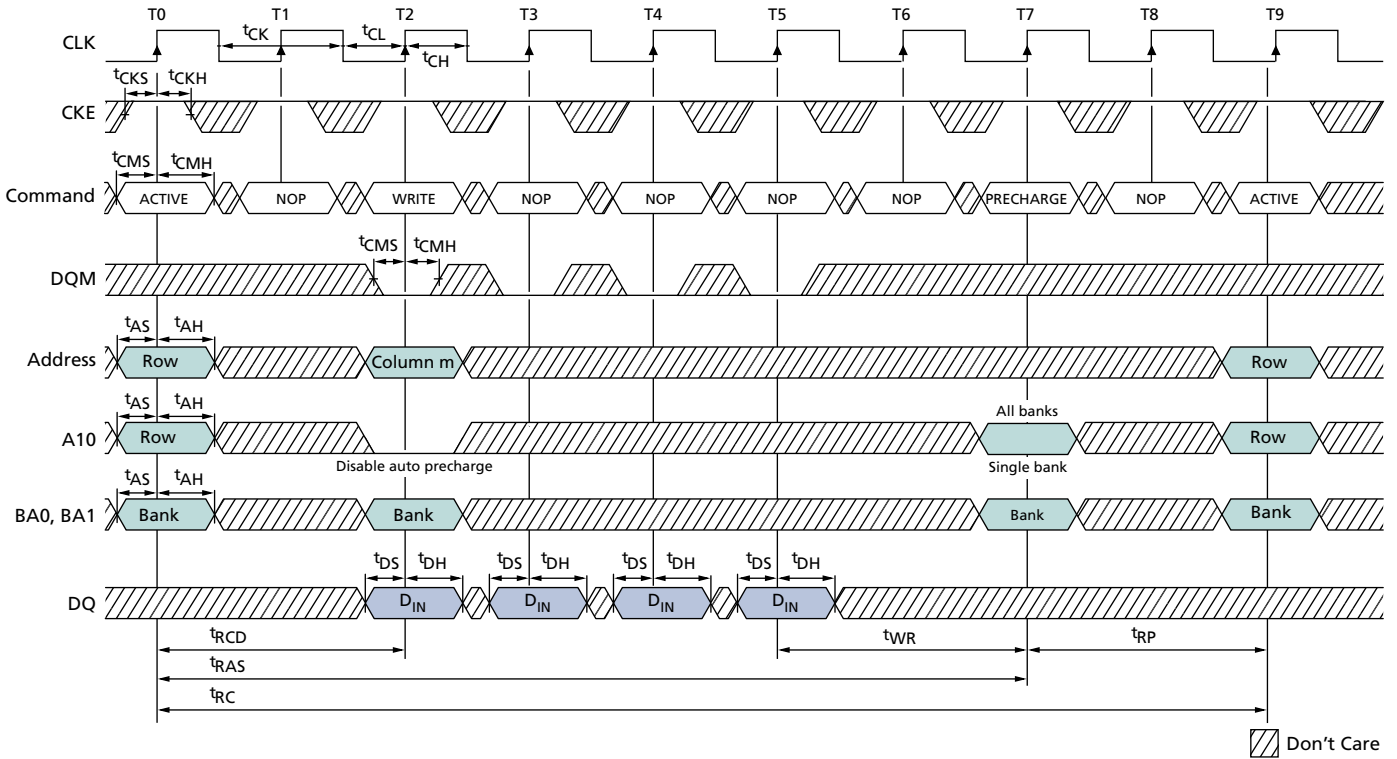 T0 T1 T2 T3 T4 T5 T6 T7 T8 T9
CLK tCK tCL
tCH
tCKS tCKH
CKE
tCMS tCMH
Command ACTIVE NOP WRITE NOP NOP NOP NOP PRECHARGE NOP ACTIVE
tCMS tCMH
DQM
tAS tAH
Address Row Column m Row
tAS tAH All banks
A10 Row Row
Disable auto precharge Single bank
tAS tAH
BA0, BA1 Bank Bank Bank Bank
tDS tDH tDS tDH tDS tDH tDS tDH
DQ DIN DIN DIN DIN
tRCD tWR tRP
tRAS
tRC
Don't Care